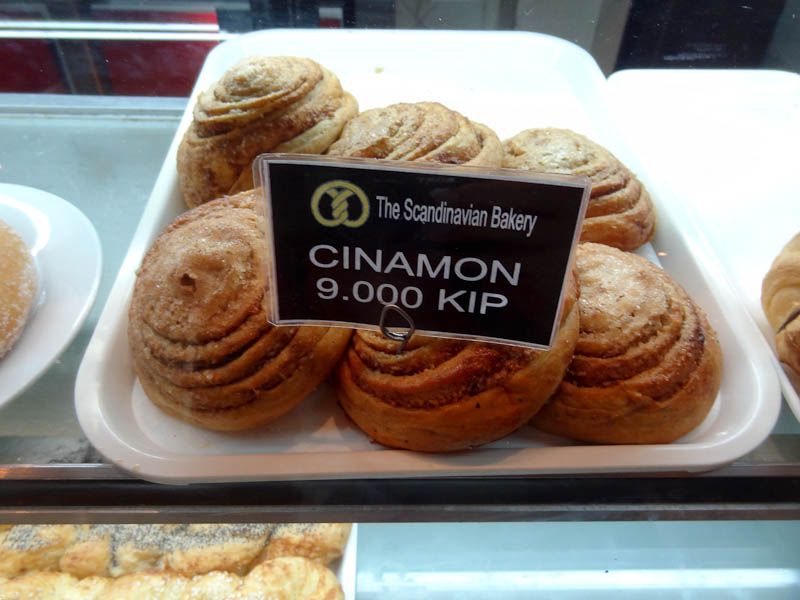 The Scandinavian Bakery
CINAMON
9.000 KIP